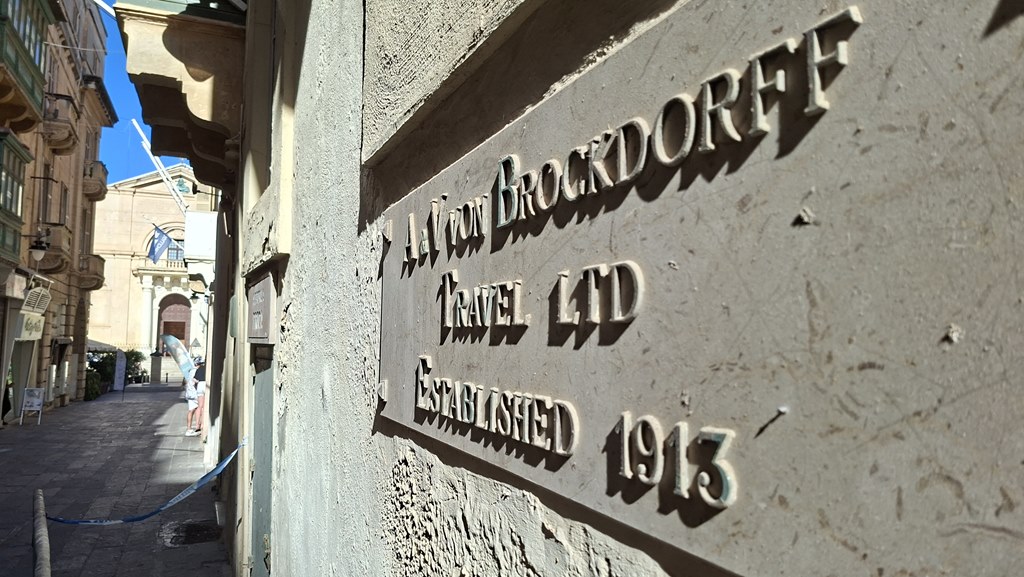 A & V VON BROCKDORFF
TRAVEL LTD
ESTABLISHED 1913